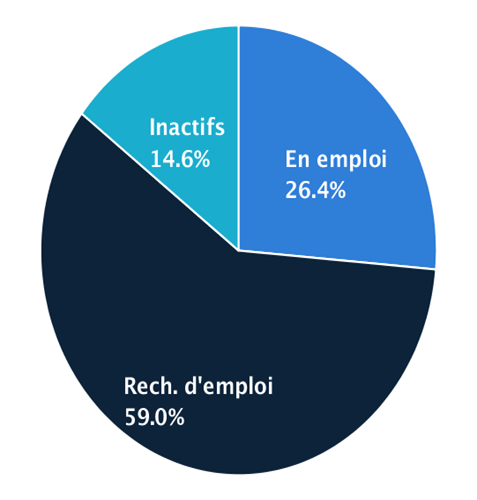 Inactifs
14.6%
En emploi
26.4%
Rech. d'emploi
59.0%